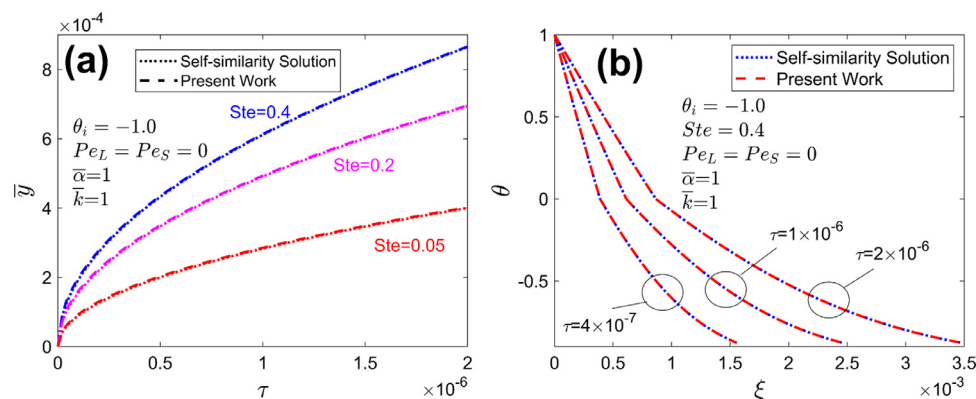 ×10⁻⁴
(a)
Self-similarity Solution
Present Work
Ste=0.4
θᵢ = −1.0
Pe_L = Pe_S = 0
α̅=1
k̅=1
Ste=0.2
Ste=0.05
y̅
8
6
4
2
0
0 0.5 1 1.5 2
τ ×10⁻⁶
(b)
Self-similarity Solution
Present Work
θᵢ = −1.0
Ste = 0.4
Pe_L = Pe_S = 0
α̅=1
k̅=1
τ=1×10⁻⁶
τ=2×10⁻⁶
τ=4×10⁻⁷
θ
1
0.5
0
-0.5
0 0.5 1 1.5 2 2.5 3 3.5
ξ ×10⁻³